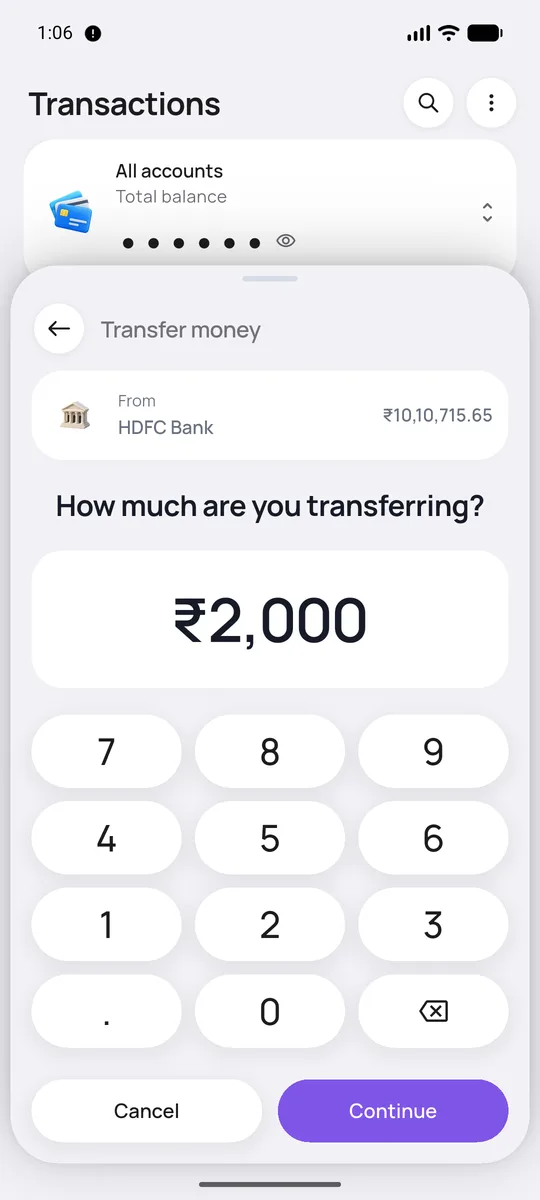 1:06
Transactions
All accounts
Total balance
● ● ● ● ● ●
Transfer money
From
HDFC Bank
₹10,10,715.65
How much are you transferring?
₹2,000
7 8 9
4 5 6
1 2 3
. 0
Cancel Continue